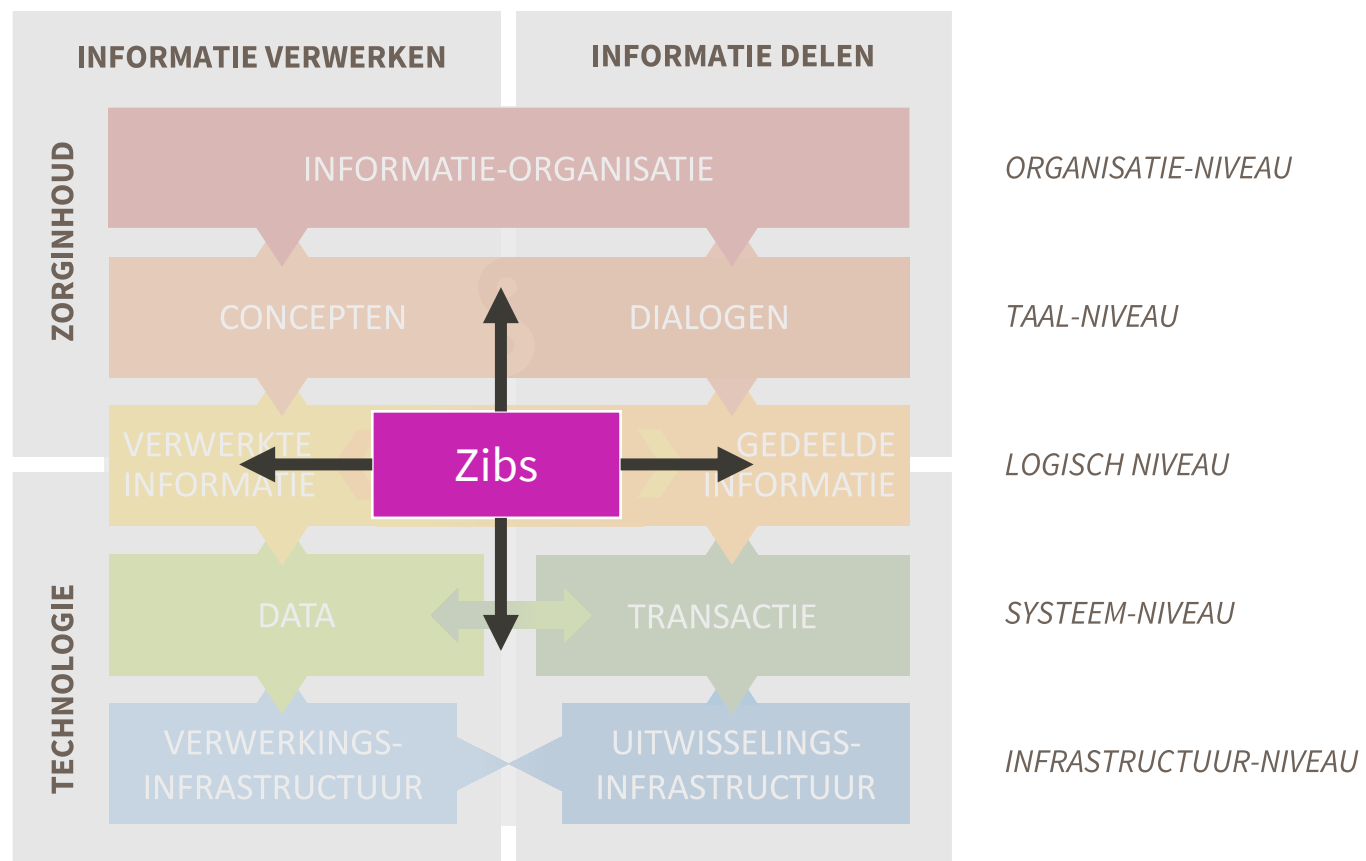 INFORMATIE VERWERKEN
INFORMATIE DELEN
ZORGINHOUD
INFORMATIE-ORGANISATIE
ORGANISATIE-NIVEAU
CONCEPTEN
DIALOGEN
TAAL-NIVEAU
VERWERKTE
INFORMATIE
Zibs
GEDEELDE
INFORMATIE
LOGISCH NIVEAU
TECHNOLOGIE
DATA
TRANSACTIE
SYSTEEM-NIVEAU
VERWERKINGS-
INFRASTRUCTUUR
UITWISSELINGS-
INFRASTRUCTUUR
INFRASTRUCTUUR-NIVEAU